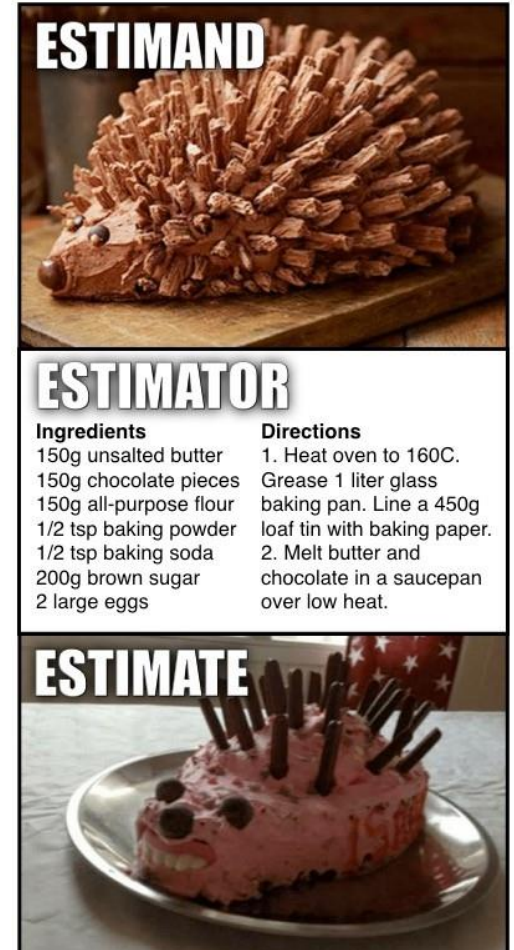 ESTIMAND
ESTIMATOR
Ingredients
150g unsalted butter
150g chocolate pieces
150g all-purpose flour
1/2 tsp baking powder
1/2 tsp baking soda
200g brown sugar
2 large eggs
Directions
1. Heat oven to 160C.
Grease 1 liter glass
baking pan. Line a 450g
loaf tin with baking paper.
2. Melt butter and
chocolate in a saucepan
over low heat.
ESTIMATE